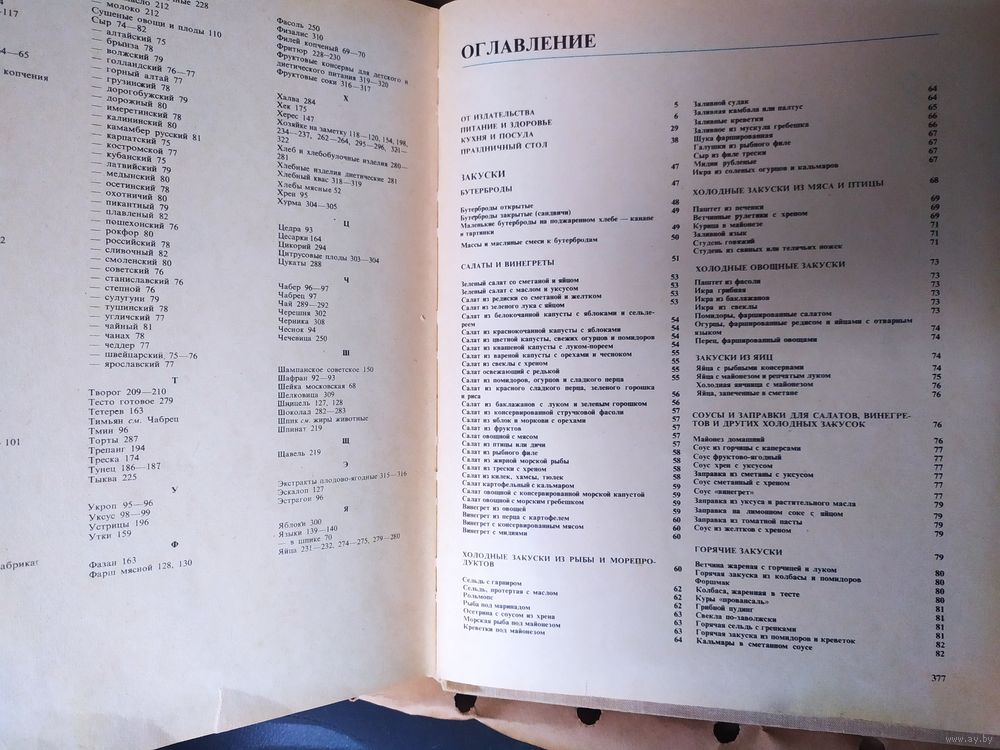 117
4—65
копчения
2
101
абрикат
молоко 212
Сушеные овощи и плоды 110
Сыр 74—82
— алтайский 75
— брынза 78
— волжский 79
— голландский 76—77
— горный алтай 77
— грузинский 78
— дорогобужский 79
— дорожный 80
— имеретинский 78
— калининский 80
— камамбер русский 81
— карпатский 75
— костромской 77
— кубанский 75
— латвийский 79
— медынский 80
— осетинский 78
— охотничий 80
— пикантный 79
— плавленый 82
— пошехонский 76
— рокфор 80
— российский 78
— сливочный 82
— смоленский 80
— советский 76
— станиславский 76
— степной 76
— сулугуни 79
— тушинский 78
— угличский 77
— чайный 81
— чанах 78
— чеддер 77
— швейцарский, 75—76
— ярославский 77
Т
Творог 209—210
Тесто готовое 279
Тетерев 163
Тимьян см. Чабрец
Тмин 96
Торты 287
Трепанг 194
Треска 174
Тунец 186—187
Тыква 225
У
Укроп 95—96
Уксус 98—99
Устрицы 196
Утки 159
Ф
Фазан 163
Фарш мясной 128, 130
Фасоль 250
Физалис 310
Филей копченый 69—70
Фритюр 228—230
Фруктовые консервы для детского и
диетического питания 319—320
Фруктовые соки 316—317
Х
Халва 284
Хек 175
Херес 147
Хозяйке на заметку 118—120, 154, 198,
234—237, 262—264, 295—296, 321—
322
Хлеб и хлебобулочные изделия 280—
281
Хлебные изделия диетические 281
Хлебный квас 318—319
Хлебы мясные 52
Хрен 95
Хурма 304—305
Ц
Цедра 93
Цесарки 164
Цикорий 294
Цитрусовые плоды 303—304
Цукаты 288
Ч
Чабер 96—97
Чабрец 97
Чай 289—292
Черешня 302
Черника 308
Чеснок 94
Чечевица 250
Ш
Шампанское советское 150
Шафран 92—93
Шейка московская 68
Шелковица 309
Шницель 127, 128
Шоколад 282—283
Шпик см. жиры животные
Шпинат 219
Щ
Щавель 219
Э
Экстракты плодово-ягодные 315—316
Эскалоп 127
Эстрагон 96
Я
Яблоки 300
Языки 139—140
— в шпике 70
Яйца 231—232, 274—275, 279—280
ОГЛАВЛЕНИЕ
ОТ ИЗДАТЕЛЬСТВА 5
ПИТАНИЕ И ЗДОРОВЬЕ 6
КУХНЯ И ПОСУДА 29
ПРАЗДНИЧНЫЙ СТОЛ 38
ЗАКУСКИ 47
БУТЕРБРОДЫ 47
Бутерброды открытые 48
Бутерброды закрытые (сандвичи) 49
Маленькие бутерброды на поджаренном хлебе — канапе
и тартинки 49
Массы и масляные смеси к бутербродам 50
САЛАТЫ И ВИНЕГРЕТЫ 51
Зеленый салат со сметаной и яйцом 53
Зеленый салат с маслом и уксусом 53
Салат из редиски со сметаной и желтком 53
Салат из зеленого лука с яйцом 53
Салат из белокочанной капусты с яблоками и сельде-
реем 54
Салат из краснокочанной капусты с яблоками 54
Салат из цветной капусты, свежих огурцов и помидоров 54
Салат из квашеной капусты с луком-пореем 54
Салат из вареной капусты с орехами и чесноком 55
Салат из свеклы с хреном 55
Салат освежающий с редькой 55
Салат из помидоров, огурцов и сладкого перца 55
Салат из красного сладкого перца, зеленого горошка
и риса 56
Салат из баклажанов с луком и зеленым горошком 56
Салат из консервированной стручковой фасоли 57
Салат из яблок и моркови с орехами 57
Салат из фруктов 57
Салат овощной с мясом 57
Салат из птицы или дичи 57
Салат из рыбного филе 58
Салат из жирной морской рыбы 58
Салат из трески с хреном 58
Салат из килек, хамсы, тюлек 58
Салат картофельный с кальмаром 59
Салат овощной с консервированной морской капустой 59
Салат овощной с морским гребешком 59
Винегрет из овощей 59
Винегрет из перца с картофелем 60
Винегрет с консервированным мясом 60
Винегрет с мидиями 60
ХОЛОДНЫЕ ЗАКУСКИ ИЗ РЫБЫ И МОРЕПРО-
ДУКТОВ 60
Сельдь с гарниром 62
Сельдь, протертая с маслом 62
Рольмопс 62
Рыба под маринадом 62
Осетрина с соусом из хрена 63
Морская рыба под майонезом 63
Креветки под майонезом 64
Заливной судак 64
Заливная камбала или палтус 64
Заливные креветки 65
Заливное из мускула гребешка 66
Щука фаршированная 66
Галушки из рыбного филе 67
Сыр из филе трески 67
Мидии рубленые 67
Икра из соленых огурцов и кальмаров 67
ХОЛОДНЫЕ ЗАКУСКИ ИЗ МЯСА И ПТИЦЫ 68
Паштет из печенки 69
Ветчинные рулетики с хреном 69
Курица в майонезе 69
Заливной язык 71
Студень говяжий 71
Студень из свиных или телячьих ножек 71
ХОЛОДНЫЕ ОВОЩНЫЕ ЗАКУСКИ 73
Паштет из фасоли 73
Икра грибная 73
Икра из баклажанов 73
Икра из свеклы 73
Помидоры, фаршированные салатом 73
Огурцы, фаршированные редисом и яйцами с отварным
языком 74
Перец, фаршированный овощами 74
ЗАКУСКИ ИЗ ЯИЦ 74
Яйца с рыбными консервами 74
Яйца с майонезом и репчатым луком 75
Холодная яичница с майонезом 76
Яйца, запеченные в сметане 76
СОУСЫ И ЗАПРАВКИ ДЛЯ САЛАТОВ, ВИНЕГРЕ-
ТОВ И ДРУГИХ ХОЛОДНЫХ ЗАКУСОК 76
Майонез домашний 76
Соус из горчицы с каперсами 77
Соус фруктово-ягодный 77
Соус хрен с уксусом 77
Заправка из сметаны с уксусом 77
Соус сметанный с хреном 77
Соус «винегрет» 77
Заправка из уксуса и растительного масла 79
Заправка на лимонном соке с яйцом 79
Заправка из томатной пасты 79
Соус из желтков с хреном 79
ГОРЯЧИЕ ЗАКУСКИ 79
Ветчина жареная с горчицей и луком 80
Горячая закуска из колбасы и помидоров 80
Форшмак 80
Колбаса, жаренная в тесте 80
Куры «провансаль» 81
Грибной пудинг 81
Свекла по-заволжски 81
Горячая сельдь с гренками 81
Горячая закуска из помидоров и креветок 82
Кальмары в сметанном соусе 82
377
www.ay.by